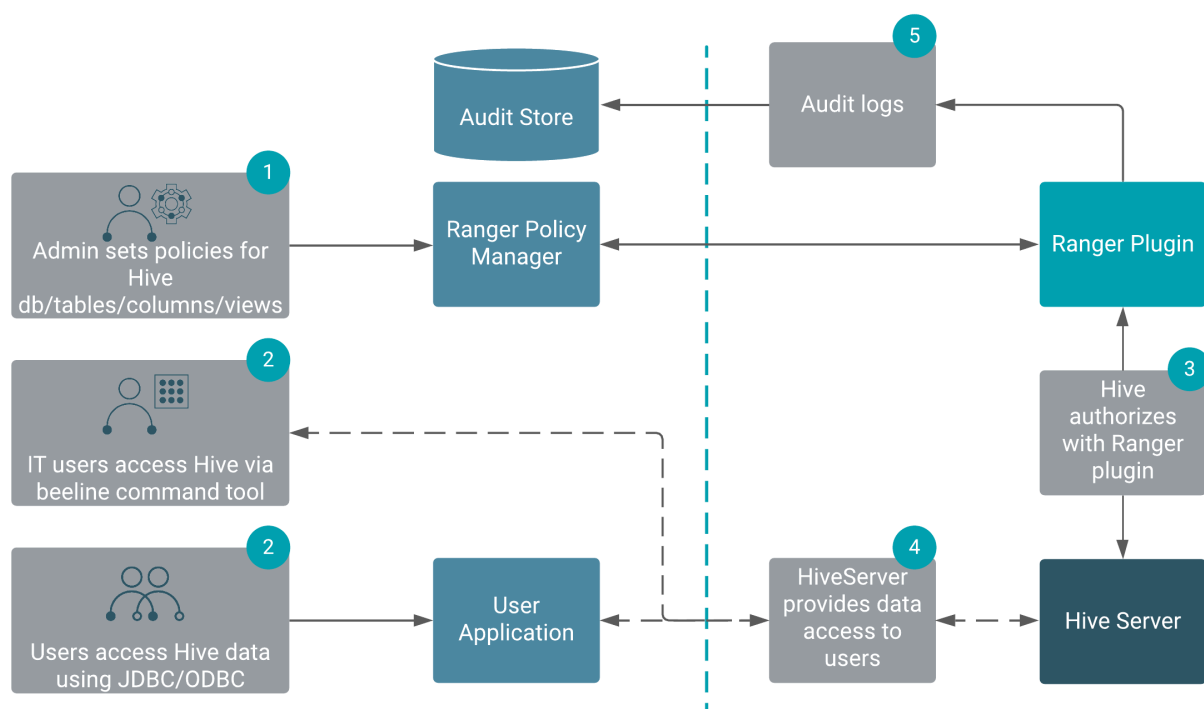 5
Audit Store
Audit logs
1
Admin sets policies for
Hive
db/tables/columns/views
Ranger Policy
Manager
Ranger Plugin
2
IT users access Hive via
beeline command tool
3
Hive
authorizes
with Ranger
plugin
2
Users access Hive data
using JDBC/ODBC
User
Application
4
HiveServer
provides data
access to
users
Hive Server